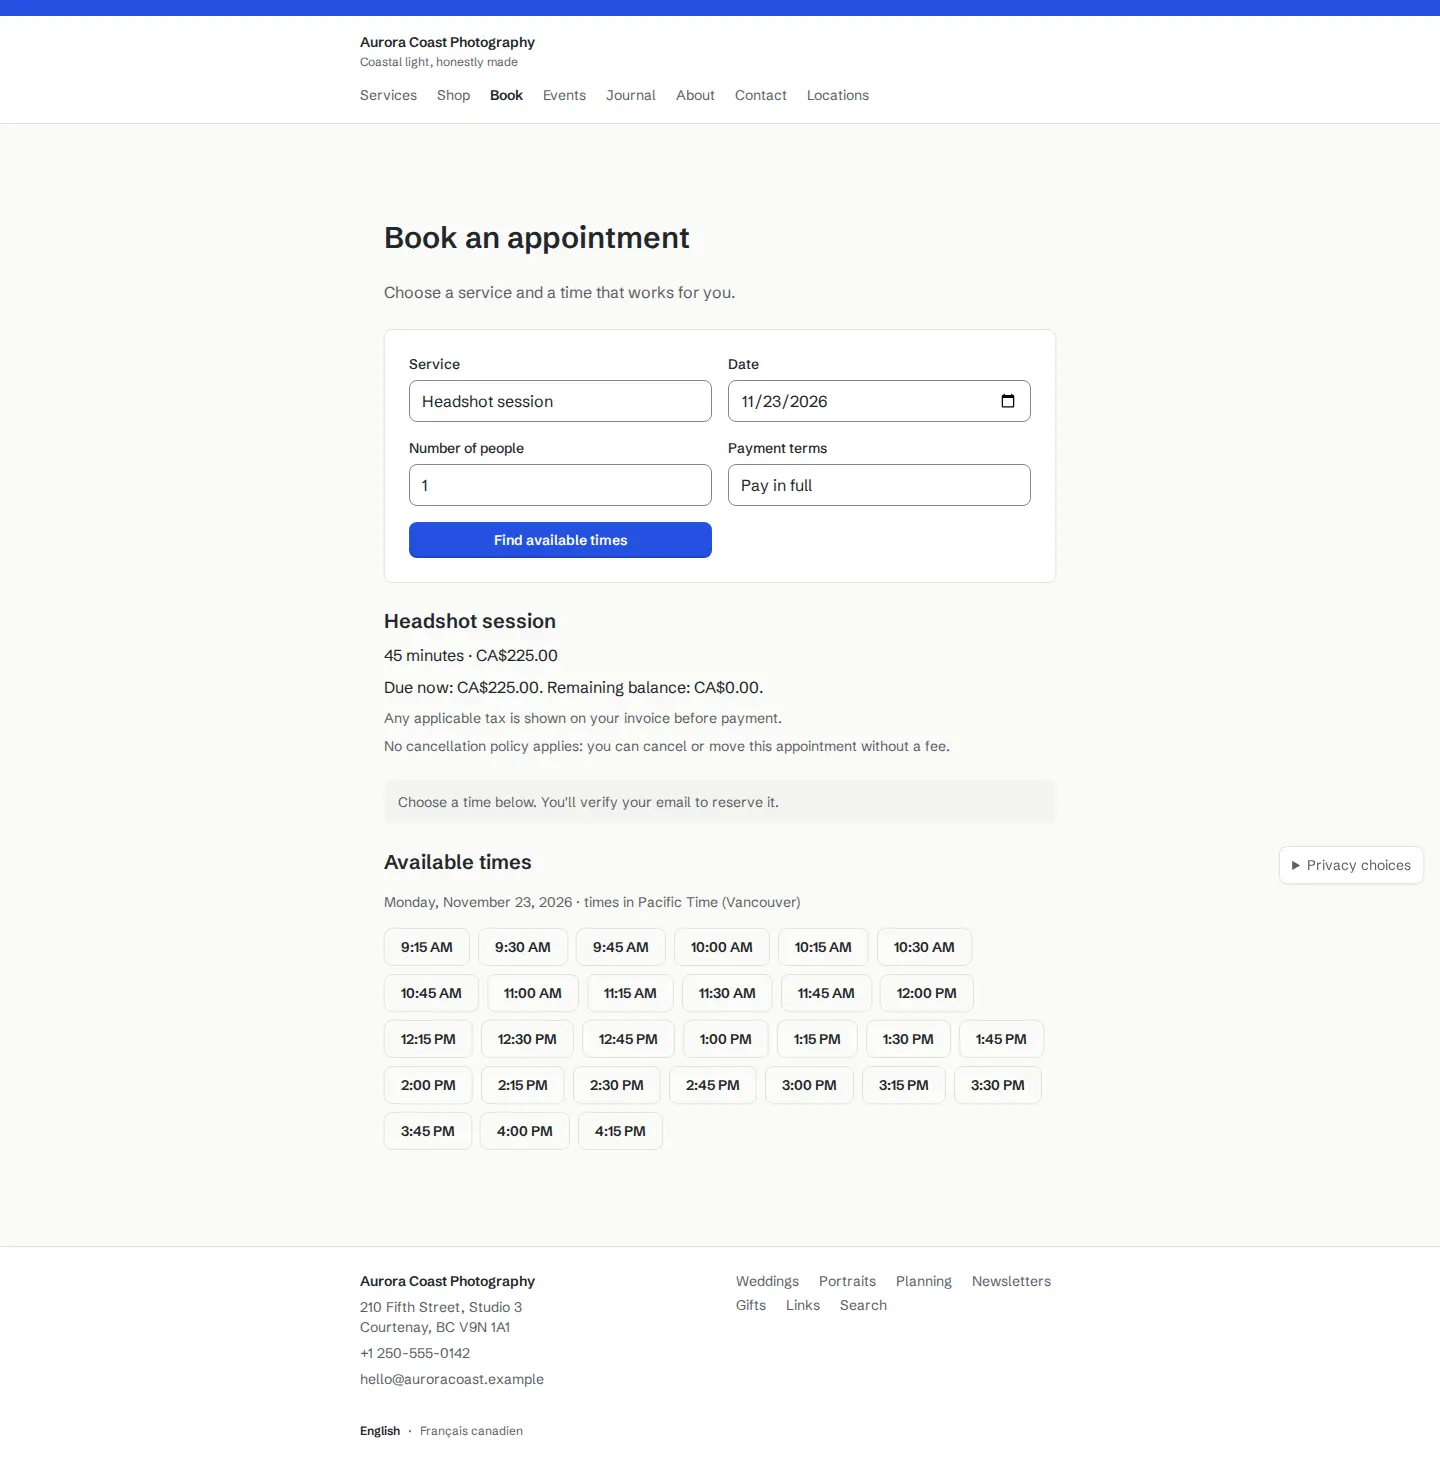 Aurora Coast Photography
Coastal light, honestly made
Services Shop Book Events Journal About Contact Locations
Book an appointment
Choose a service and a time that works for you.
Service Date
Headshot session 11/23/2026
Number of people Payment terms
1 Pay in full
Find available times
Headshot session
45 minutes · CA$225.00
Due now: CA$225.00. Remaining balance: CA$0.00.
Any applicable tax is shown on your invoice before payment.
No cancellation policy applies: you can cancel or move this appointment without a fee.
Choose a time below. You'll verify your email to reserve it.
Available times
Privacy choices
Monday, November 23, 2026 · times in Pacific Time (Vancouver)
9:15 AM 9:30 AM 9:45 AM 10:00 AM 10:15 AM 10:30 AM
10:45 AM 11:00 AM 11:15 AM 11:30 AM 11:45 AM 12:00 PM
12:15 PM 12:30 PM 12:45 PM 1:00 PM 1:15 PM 1:30 PM 1:45 PM
2:00 PM 2:15 PM 2:30 PM 2:45 PM 3:00 PM 3:15 PM 3:30 PM
3:45 PM 4:00 PM 4:15 PM
Aurora Coast Photography
210 Fifth Street, Studio 3
Courtenay, BC V9N 1A1
+1 250-555-0142
hello@auroracoast.example
Weddings Portraits Planning Newsletters
Gifts Links Search
English · Français canadien